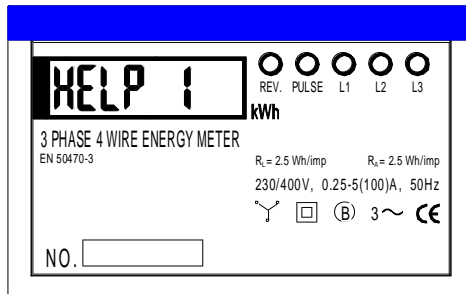 HELP 1
REV. PULSE L1 L2 L3
kWh
3 PHASE 4 WIRE ENERGY METER
EN 50470-3
RL = 2.5 Wh/imp RA = 2.5 Wh/imp
230/400V, 0.25-5(100)A, 50Hz
B 3~ CE
NO.